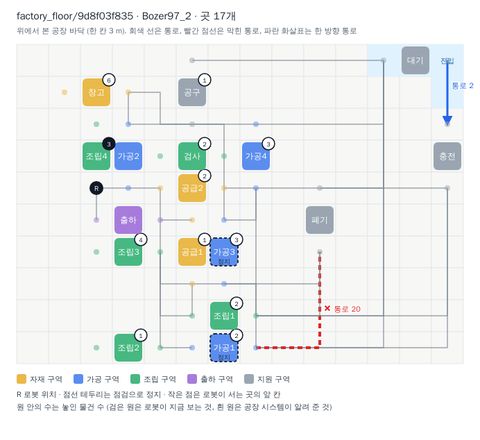 factory_floor/9d8f03f835 · Bozer97_2 · 곳 17개
위에서 본 공장 바닥 (한 칸 3 m). 회색 선은 통로, 빨간 점선은 막힌 통로, 파란 화살표는 한 방향 통로
대기
전원
통로 2
6
창고
1
공구
3
조립4
가공2
2
검사
3
가공4
충전
2
공급2
R
출하
폐기
4
조립3
1
공급1
3
가공3
정지
2
조립1
통로 20
1
조립2
2
가공1
정지
자재 구역
가공 구역
조립 구역
출하 구역
지원 구역
R 로봇 위치 · 점선 테두리는 점검으로 정지 · 작은 점은 로봇이 서는 곳의 앞 칸
원 안의 수는 놓인 물건 수 (검은 원은 로봇이 지금 보는 것, 흰 원은 공장 시스템이 알려 준 것)